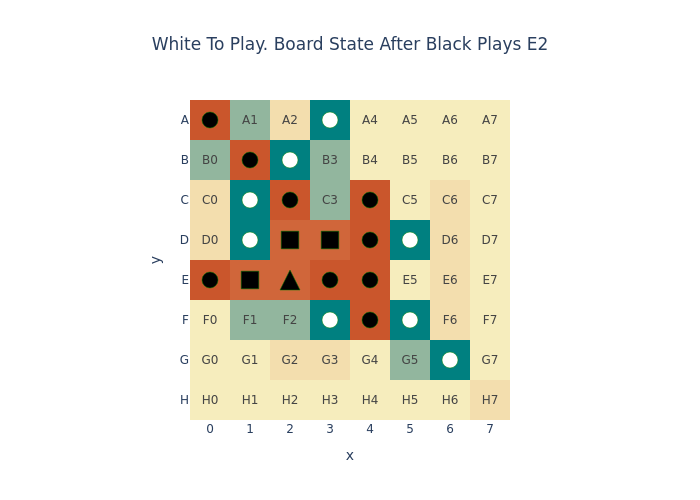 White To Play. Board State After Black Plays E2
A A1 A2 A4 A5 A6 A7
B B0 B3 B4 B5 B6 B7
C C0 C3 C5 C6 C7
D D0 D6 D7
y
E E5 E6 E7
F F0 F1 F2 F6 F7
G G0 G1 G2 G3 G4 G5 G7
H H0 H1 H2 H3 H4 H5 H6 H7
0 1 2 3 4 5 6 7
x